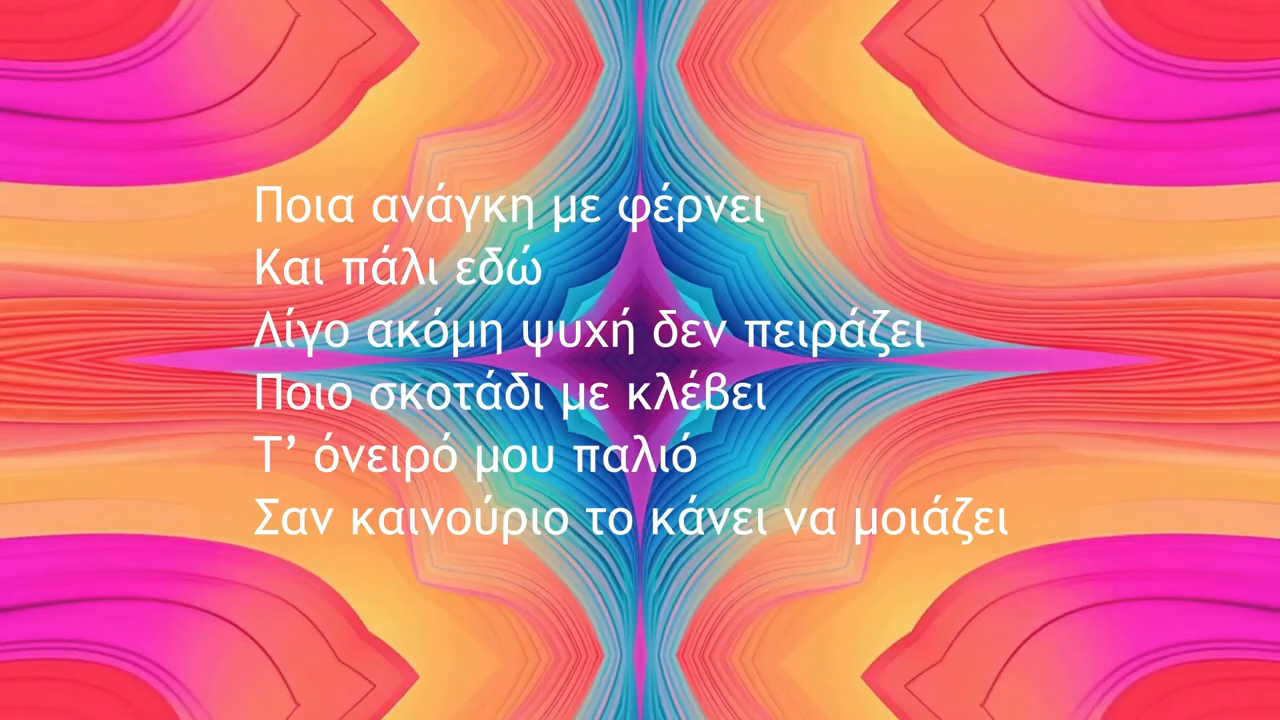 Ποια ανάγκη με φέρνει
Και πάλι εδώ
Λίγο ακόμη ψυχή δεν πειράζει
Ποιο σκοτάδι με κλέβει
Τ’ όνειρό μου παλιό
Σαν καινούριο το κάνει να μοιάζει